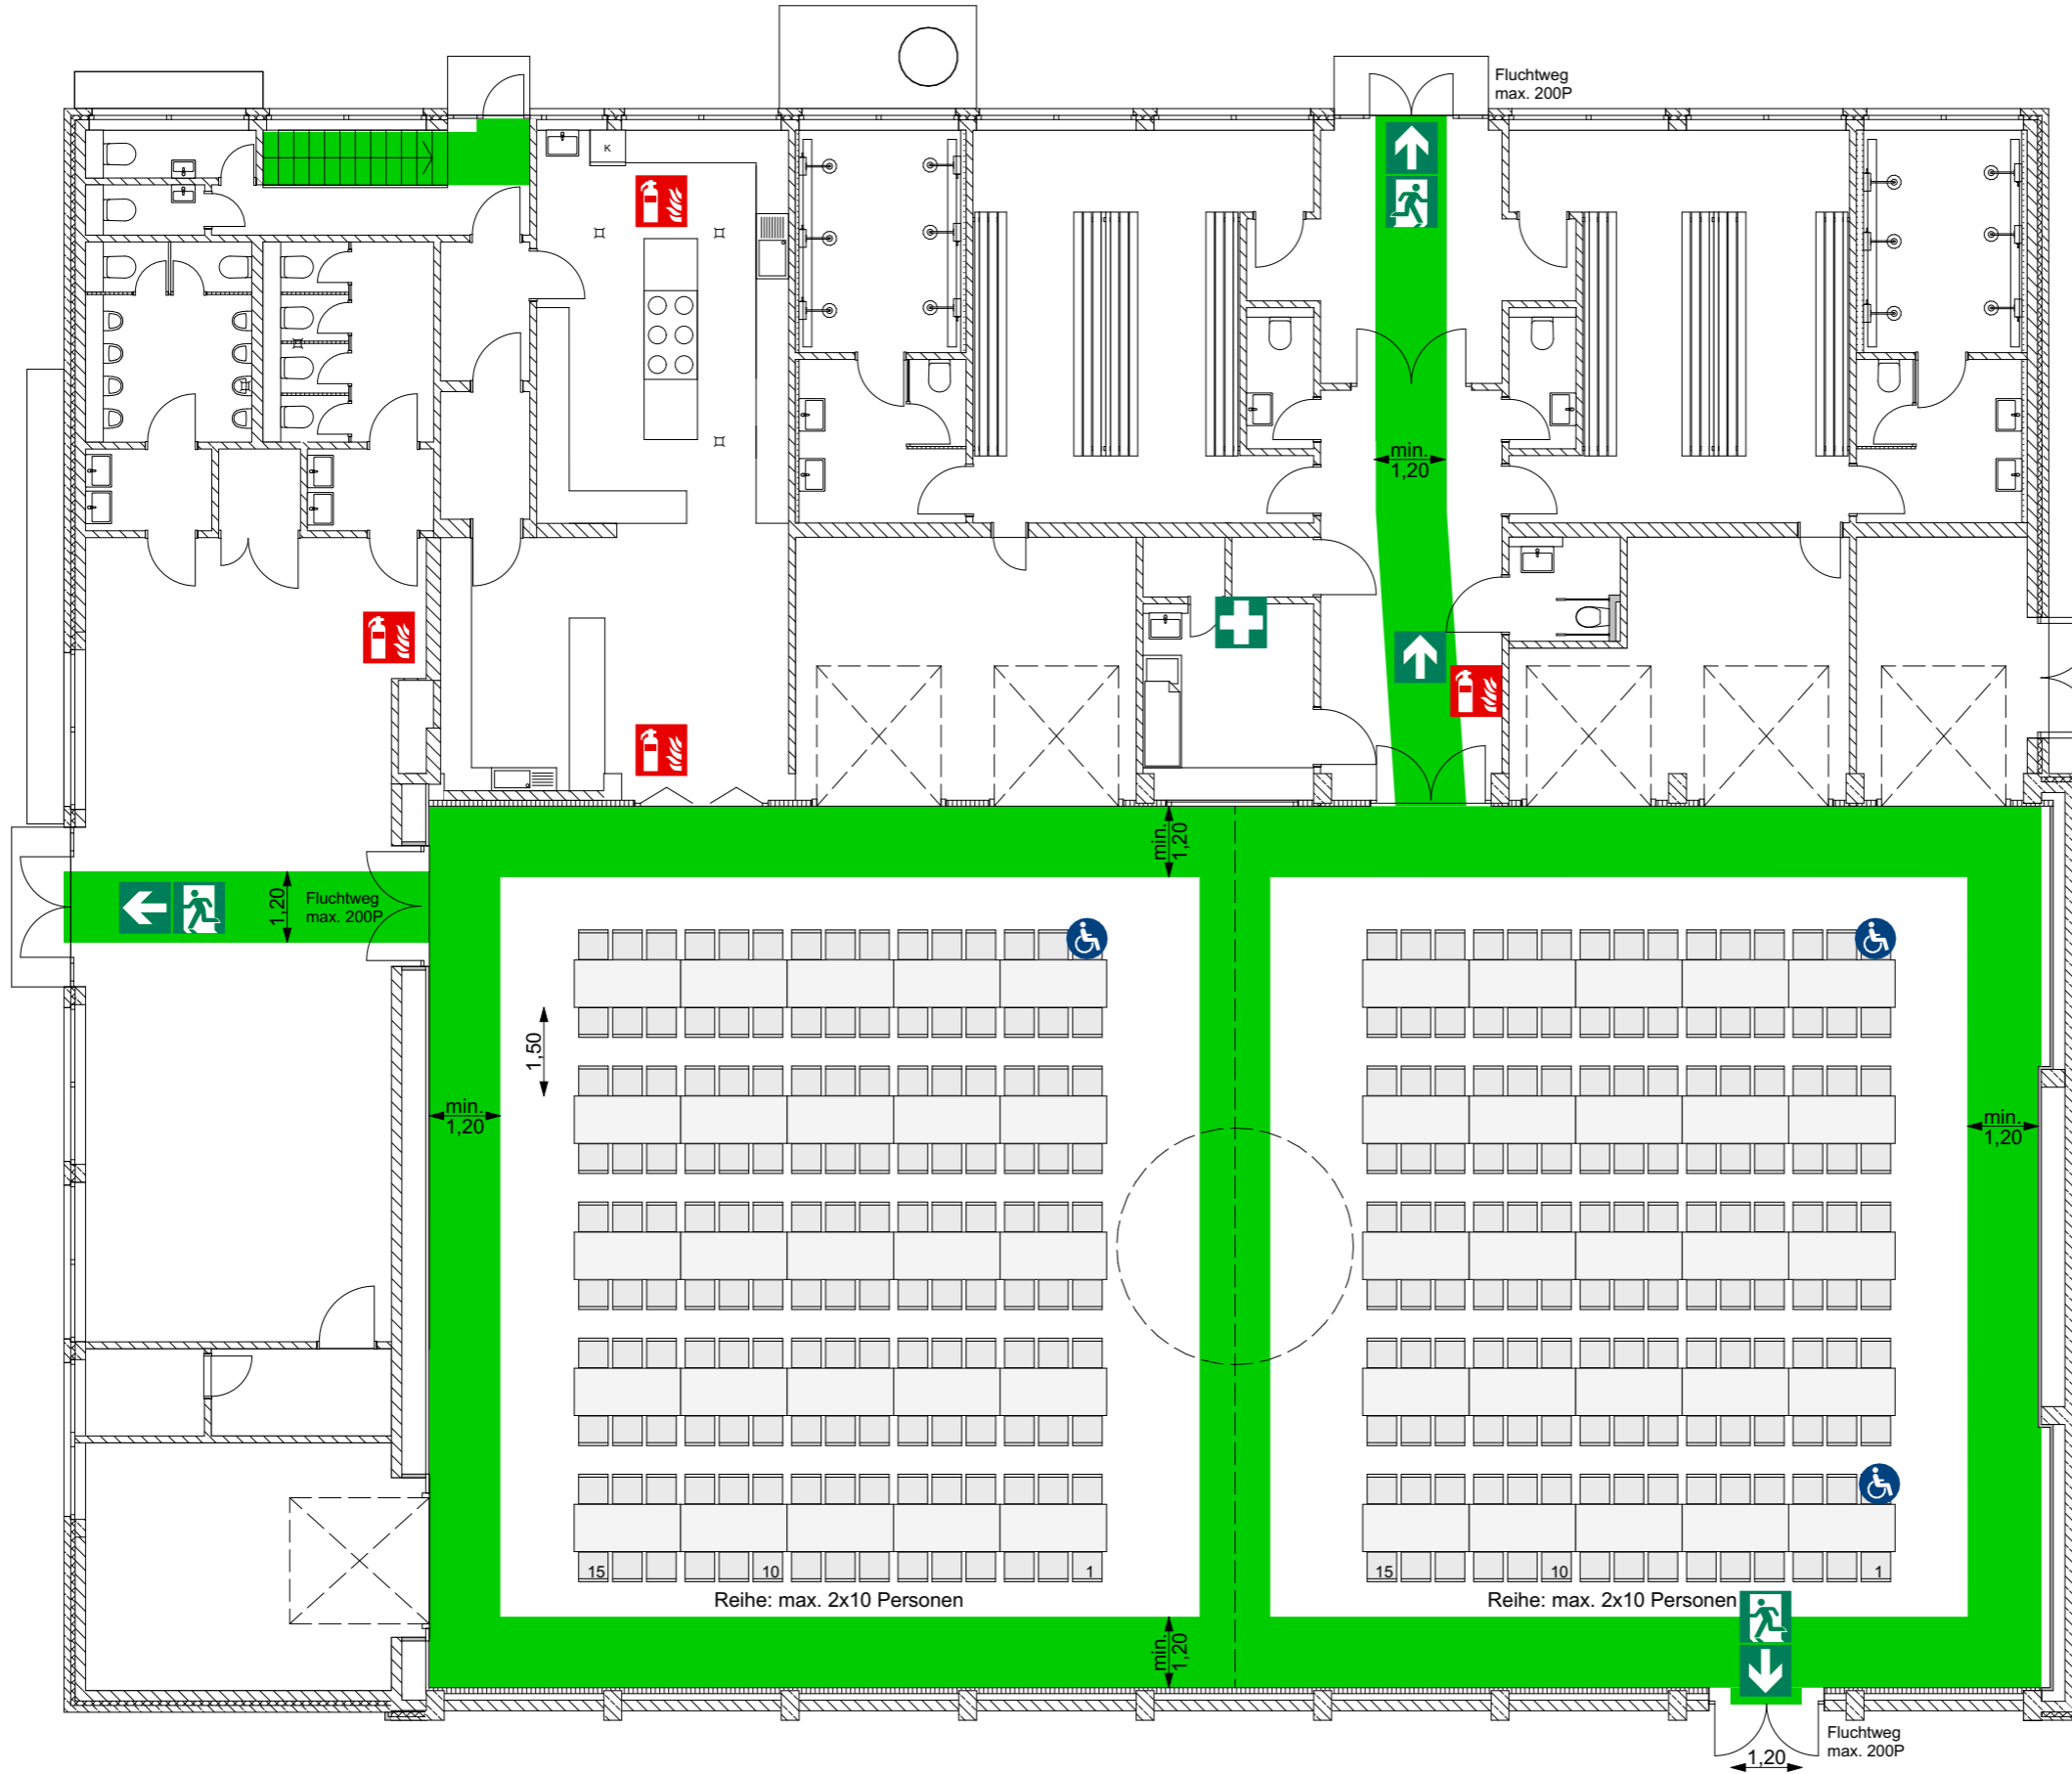 Fluchtweg
max. 200P
K
min.
1,20
min.
1,20
1,20
Fluchtweg
max. 200P
1,50
min.
1,20
min.
1,20
15
10
1
15
10
1
Reihe: max. 2x10 Personen
Reihe: max. 2x10 Personen
min.
1,20
Fluchtweg
max. 200P
1,20